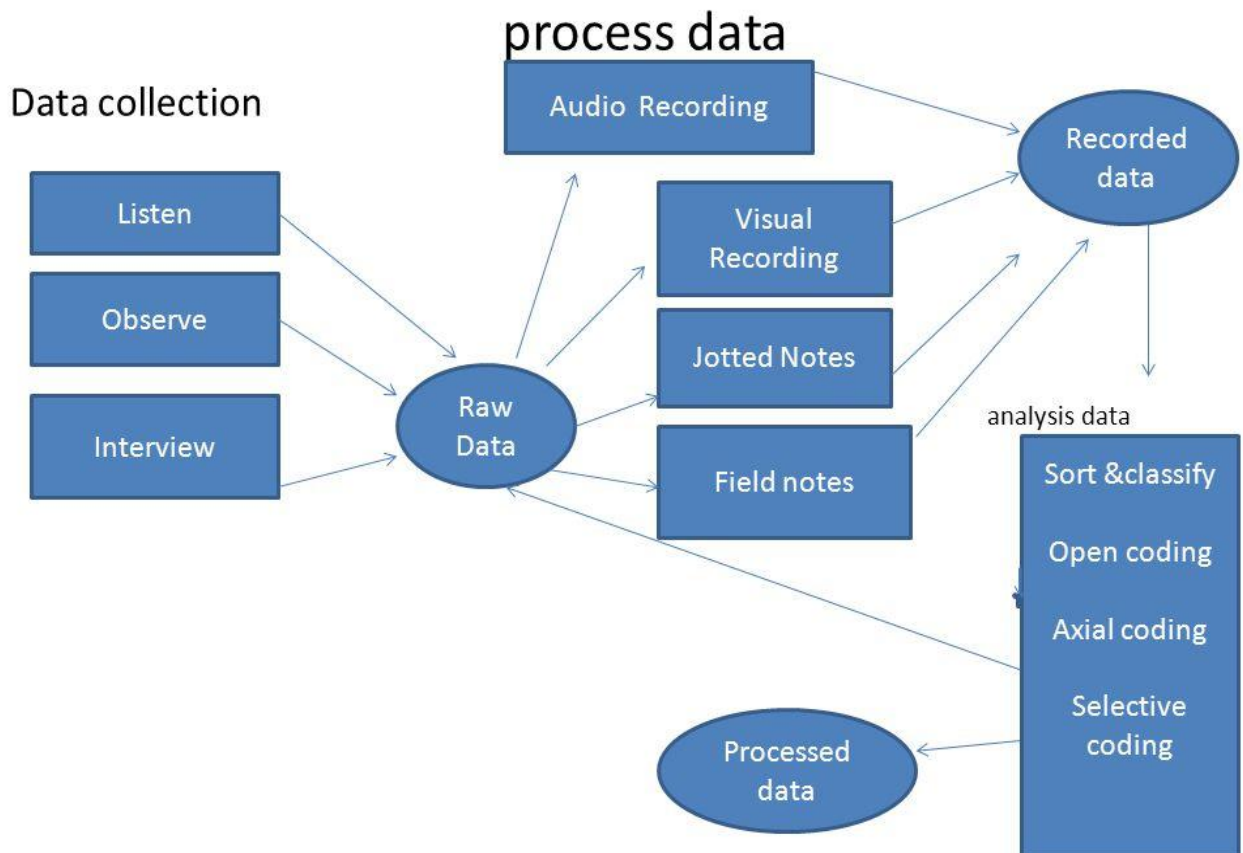 process data
Data collection
Audio Recording
Recorded
data
Listen
Visual
Recording
Observe
Jotted Notes
Raw
Data
Interview
Field notes
analysis data
Sort &classify
Open coding
Axial coding
Selective
coding
Processed
data